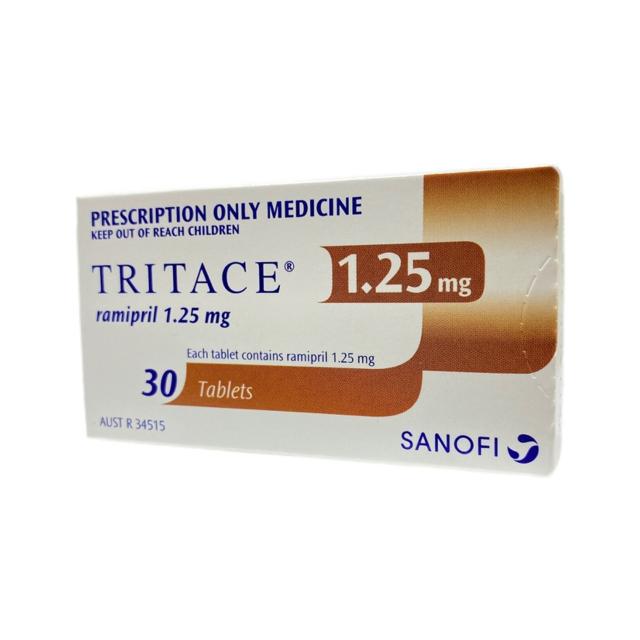 PRESCRIPTION ONLY MEDICINE
KEEP OUT OF REACH CHILDREN
TRITACE®
1.25 mg
ramipril 1.25 mg
Each tablet contains ramipril 1.25 mg
30 Tablets
AUST R 34515
SANOFI